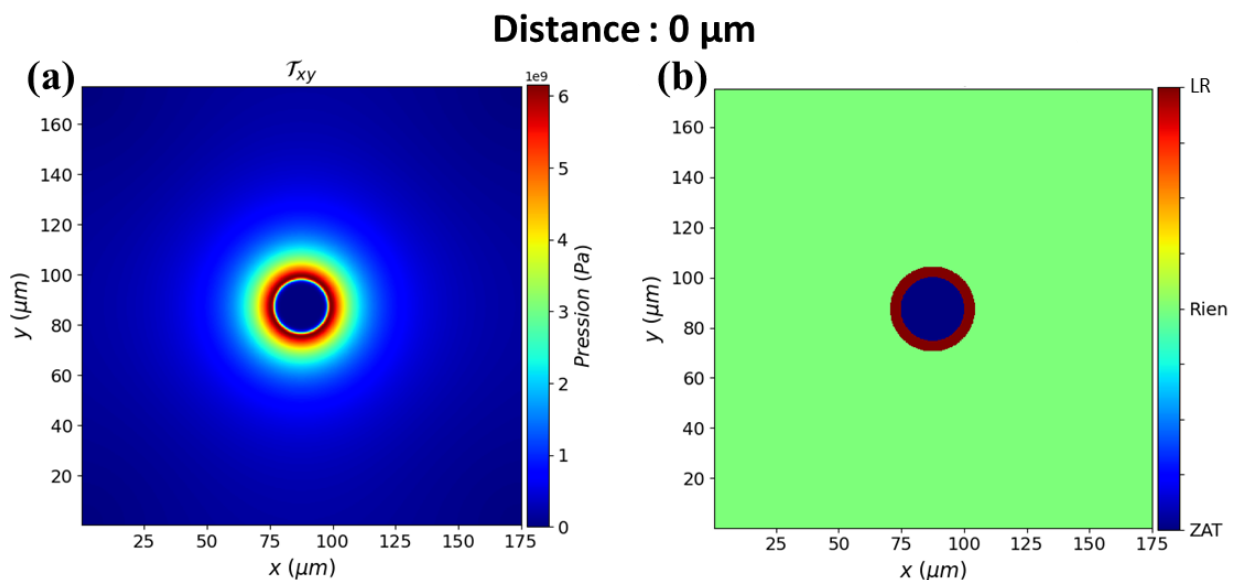 Distance : 0 µm
(a)
𝒯xy
1e9
160
140
120
100
80
60
40
20
y (μm)
25 50 75 100 125 150 175
x (μm)
6
5
4
3
2
1
0
Pression (Pa)
(b)
160
140
120
100
80
60
40
20
y (μm)
25 50 75 100 125 150 175
x (μm)
LR
Rien
ZAT